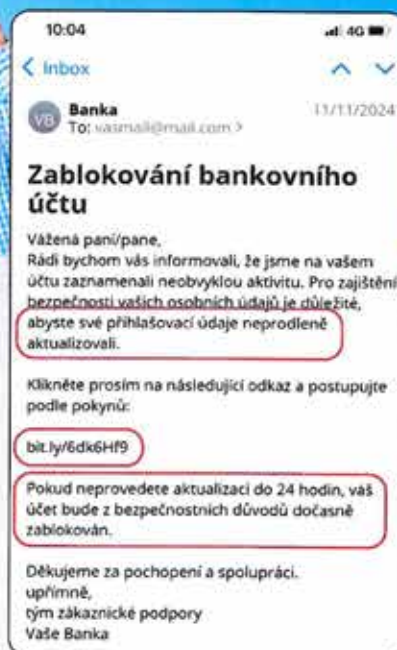 10:04
4G
Inbox
VB
Banka
11/11/2024
To: vasmail@mail.com >
Zablokování bankovního
účtu
Vážená paní/pane,
Rádi bychom vás informovali, že jsme na vašem
účtu zaznamenali neobvyklou aktivitu. Pro zajištění
bezpečnosti vašich osobních údajů je důležité,
abyste své přihlašovací údaje neprodleně
aktualizovali.
Klikněte prosím na následující odkaz a postupujte
podle pokynů:
bit.ly/6dk6Hf9
Pokud neprovedete aktualizaci do 24 hodin, váš
účet bude z bezpečnostních důvodů dočasně
zablokován.
Děkujeme za pochopení a spolupráci.
upřímně,
tým zákaznické podpory
Vaše Banka